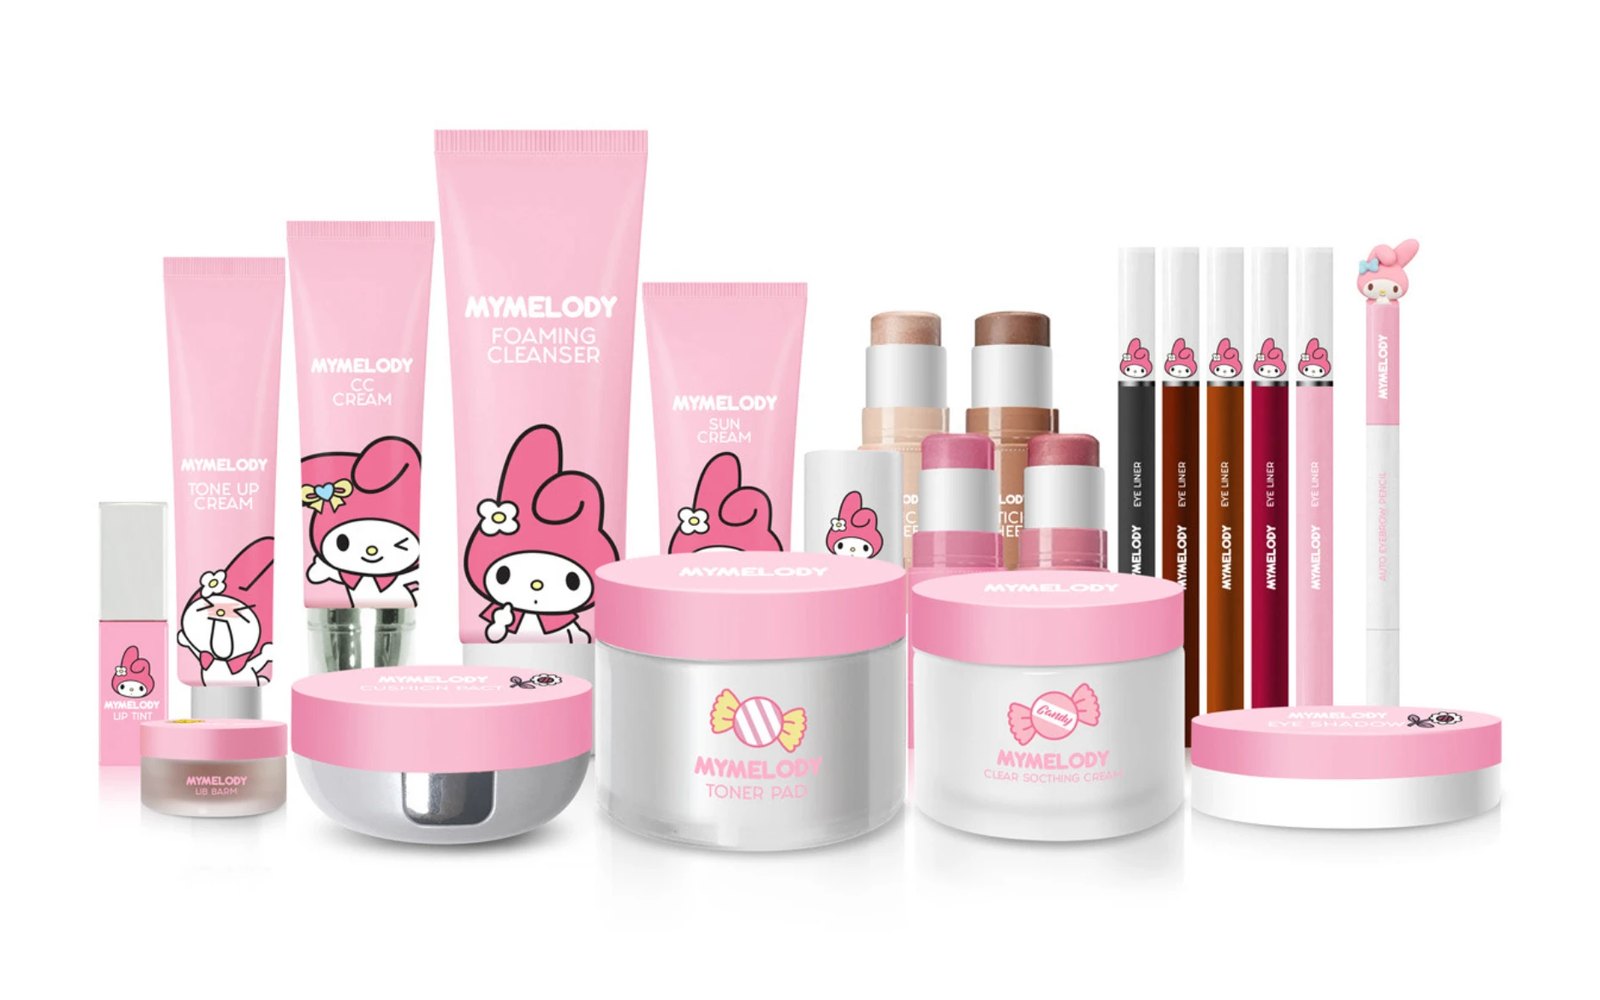 MYMELODY
FOAMING
CLEANSER
MYMELODY
CC
CREAM
MYMELODY
SUN
CREAM
MYMELODY
TONE UP
CREAM
MYMELODY
LIP TINT
MYMELODY
LIB BARM
MYMELODY
CUSHION PACT
MYMELODY
MYMELODY
TONER PAD
MYMELODY
Candy
MYMELODY
CLEAR SOCTHING CREAM
MYMELODY
EYE SHADOW
MYMELODY EYE LINER
MYMELODY EYE LINER
MYMELODY EYE LINER
MYMELODY EYE LINER
MYMELODY EYE LINER
MYMELODY
AUTO EYEBROW PENCIL